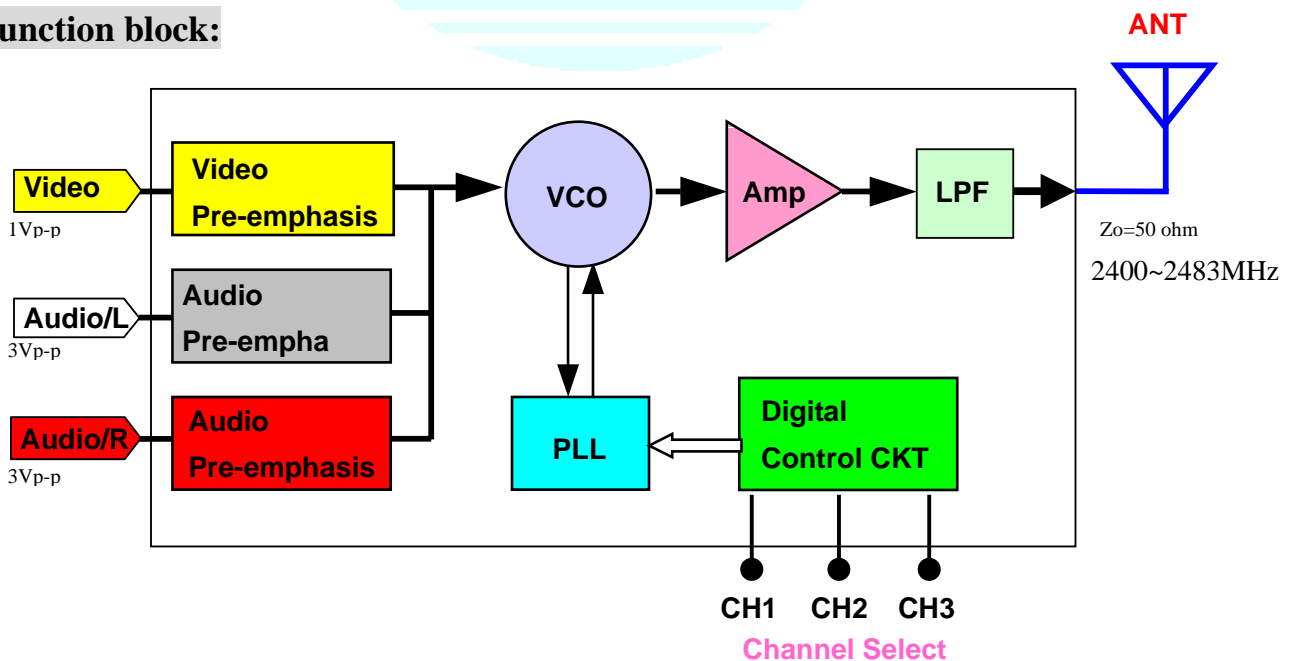 unction block:
ANT
Video
1Vp-p
Video
Pre-emphasis
VCO
Amp
LPF
Zo=50 ohm
2400~2483MHz
Audio/L
3Vp-p
Audio
Pre-empha
Audio/R
3Vp-p
Audio
Pre-emphasis
PLL
Digital
Control CKT
CH1 CH2 CH3
Channel Select